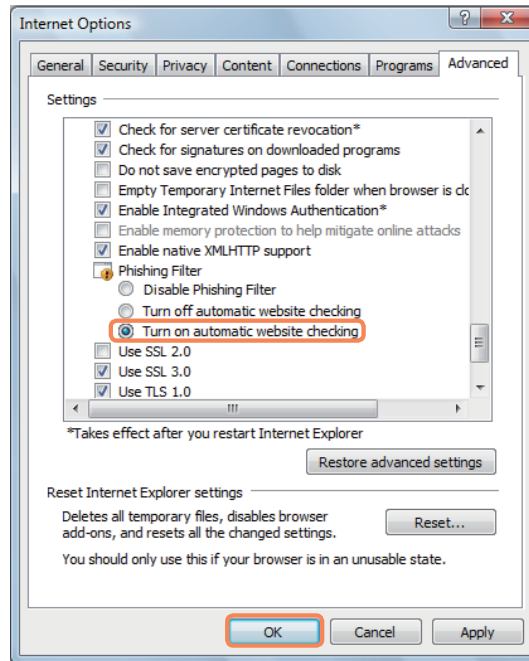 Internet Options
General Security Privacy Content Connections Programs Advanced
Settings
Check for server certificate revocation*
Check for signatures on downloaded programs
Do not save encrypted pages to disk
Empty Temporary Internet Files folder when browser is
Enable Integrated Windows Authentication*
Enable memory protection to help mitigate online attacks
Enable native XMLHTTP support
Phishing Filter
Disable Phishing Filter
Turn off automatic website checking
Turn on automatic website checking
Use SSL 2.0
Use SSL 3.0
Use TLS 1.0
*Takes effect after you restart Internet Explorer
Restore advanced settings
Reset Internet Explorer settings
Deletes all temporary files, disables browser
add-ons, and resets all the changed settings.
Reset...
You should only use this if your browser is in an unusable state.
OK Cancel Apply